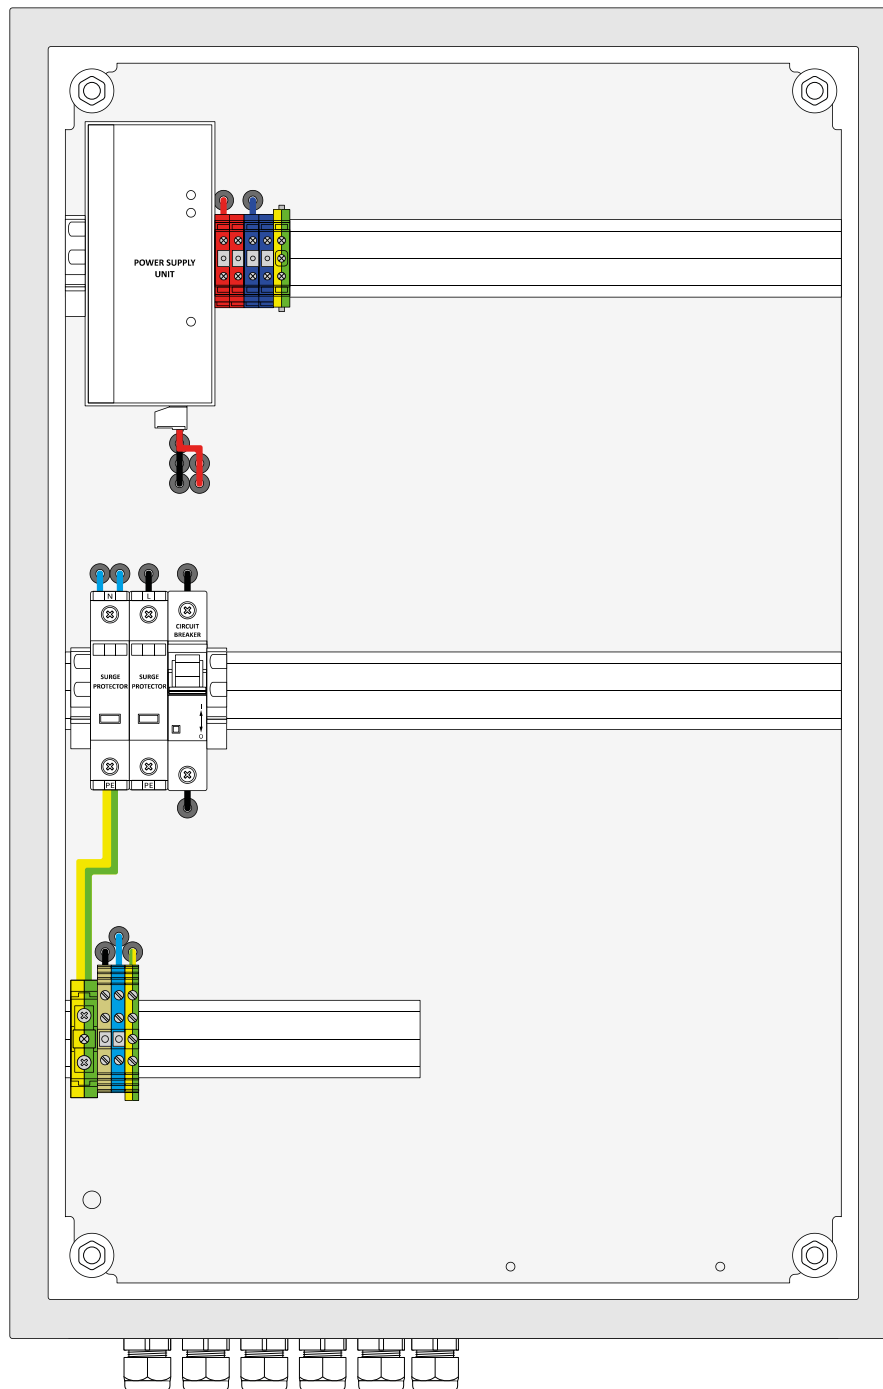 POWER SUPPLY
UNIT
N
L
CIRCUIT
BREAKER
SURGE
PROTECTOR
SURGE
PROTECTOR
I
O
PE
PE